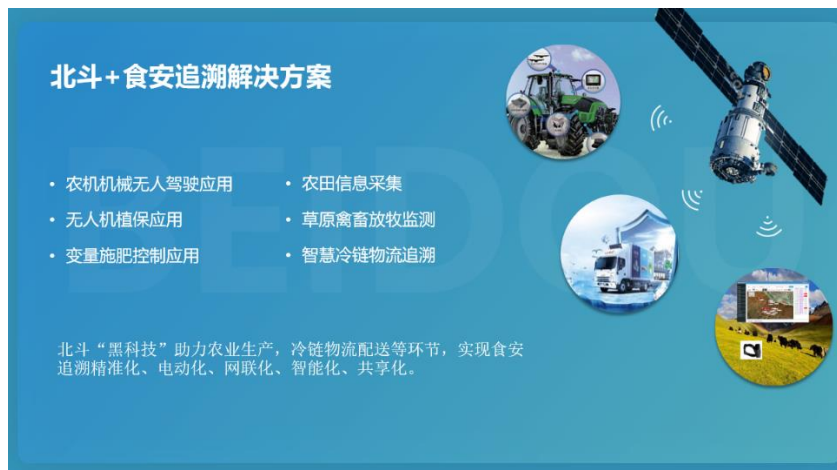 北斗+食安追溯解决方案
• 农机机械无人驾驶应用
• 无人机植保应用
• 变量施肥控制应用
• 农田信息采集
• 草原禽畜放牧监测
• 智慧冷链物流追溯
BEIDOU
北斗“黑科技”助力农业生产，冷链物流配送等环节，实现食安
追溯精准化、电动化、网联化、智能化、共享化。